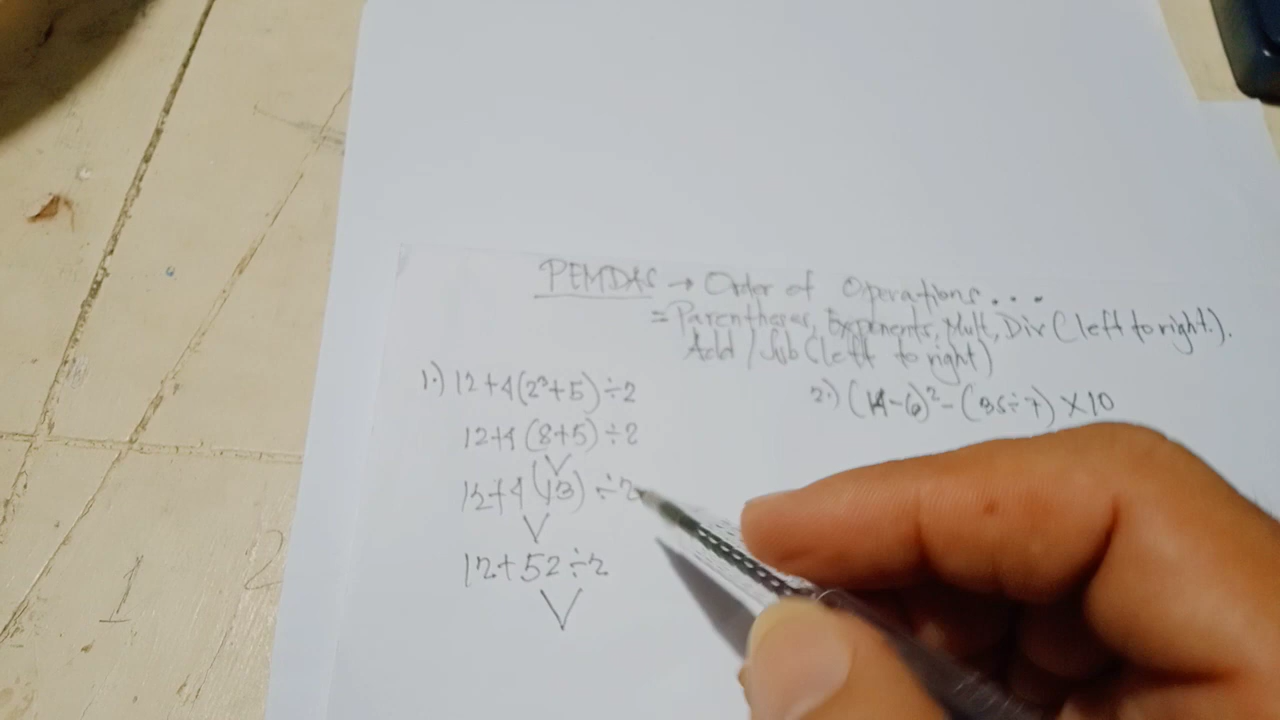 PEMDAS → Order of Operations...
= Parentheses, Exponents, Mult, Div (left to right).
Add / Sub (left to right)
1.) 12+4(2³+5)÷2
12+4(8+5)÷2
12+4(13)÷2
12+52÷2
2.) (14-6)²-(35÷7)×10
1 2